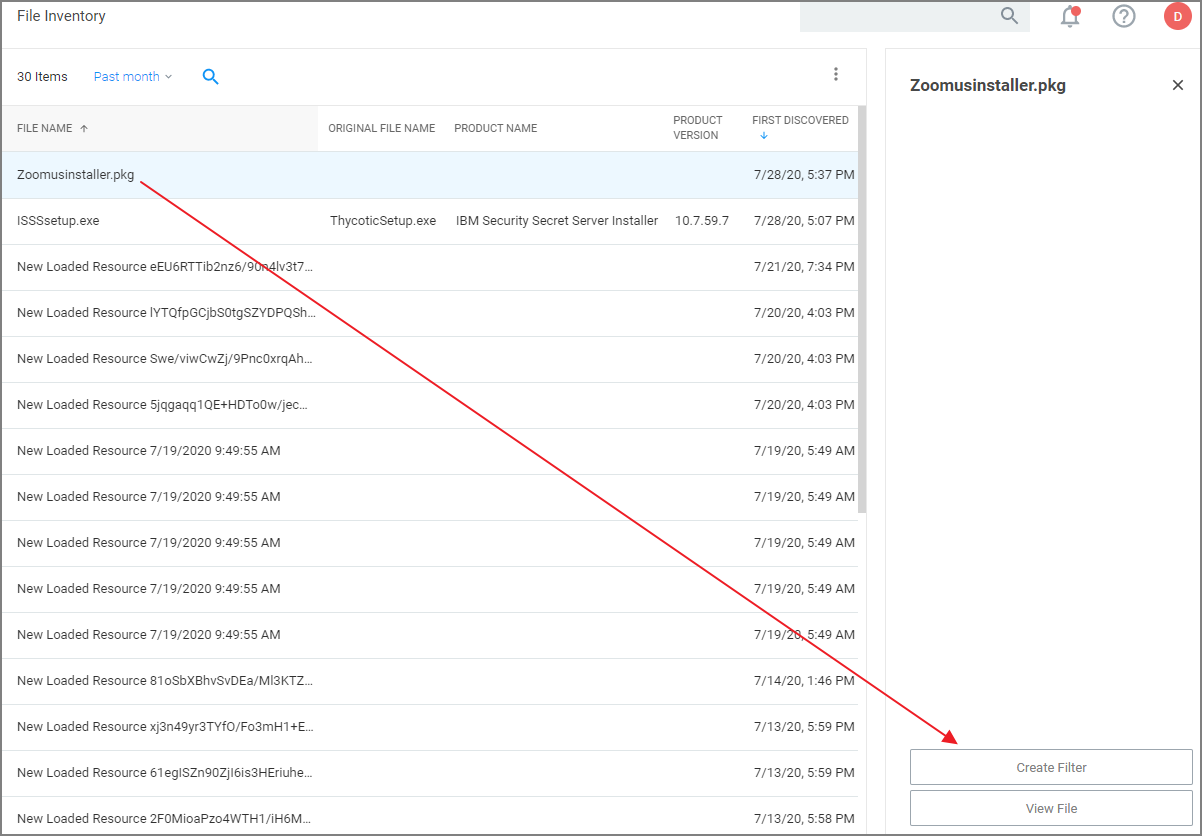 File Inventory
D
30 Items Past month
Zoomusinstaller.pkg
FILE NAME ORIGINAL FILE NAME PRODUCT NAME PRODUCT VERSION FIRST DISCOVERED
Zoomusinstaller.pkg 7/28/20, 5:37 PM
ISSSsetup.exe ThycoticSetup.exe IBM Security Secret Server Installer 10.7.59.7 7/28/20, 5:07 PM
New Loaded Resource eEU6RTTib2nz6/90n4lv3t7... 7/21/20, 7:34 PM
New Loaded Resource lYTQfpGCjbS0tgSZYDPQSh... 7/20/20, 4:03 PM
New Loaded Resource Swe/viwCwZj/9Pnc0xrqAh... 7/20/20, 4:03 PM
New Loaded Resource 5jqgaqq1QE+HDTo0w/jec... 7/20/20, 4:03 PM
New Loaded Resource 7/19/2020 9:49:55 AM 7/19/20, 5:49 AM
New Loaded Resource 7/19/2020 9:49:55 AM 7/19/20, 5:49 AM
New Loaded Resource 7/19/2020 9:49:55 AM 7/19/20, 5:49 AM
New Loaded Resource 7/19/2020 9:49:55 AM 7/19/20, 5:49 AM
New Loaded Resource 7/19/2020 9:49:55 AM 7/19/20, 5:49 AM
New Loaded Resource 81oSbXBhvSvDEa/Ml3KTZ... 7/14/20, 1:46 PM
New Loaded Resource xj3n49yr3TYfO/Fo3mH1+E... 7/13/20, 5:59 PM
New Loaded Resource 61egISZn90ZjI6is3HEriuhe... 7/13/20, 5:59 PM
New Loaded Resource 2F0MioaPzo4WTH1/iH6M... 7/13/20, 5:58 PM
Create Filter
View File